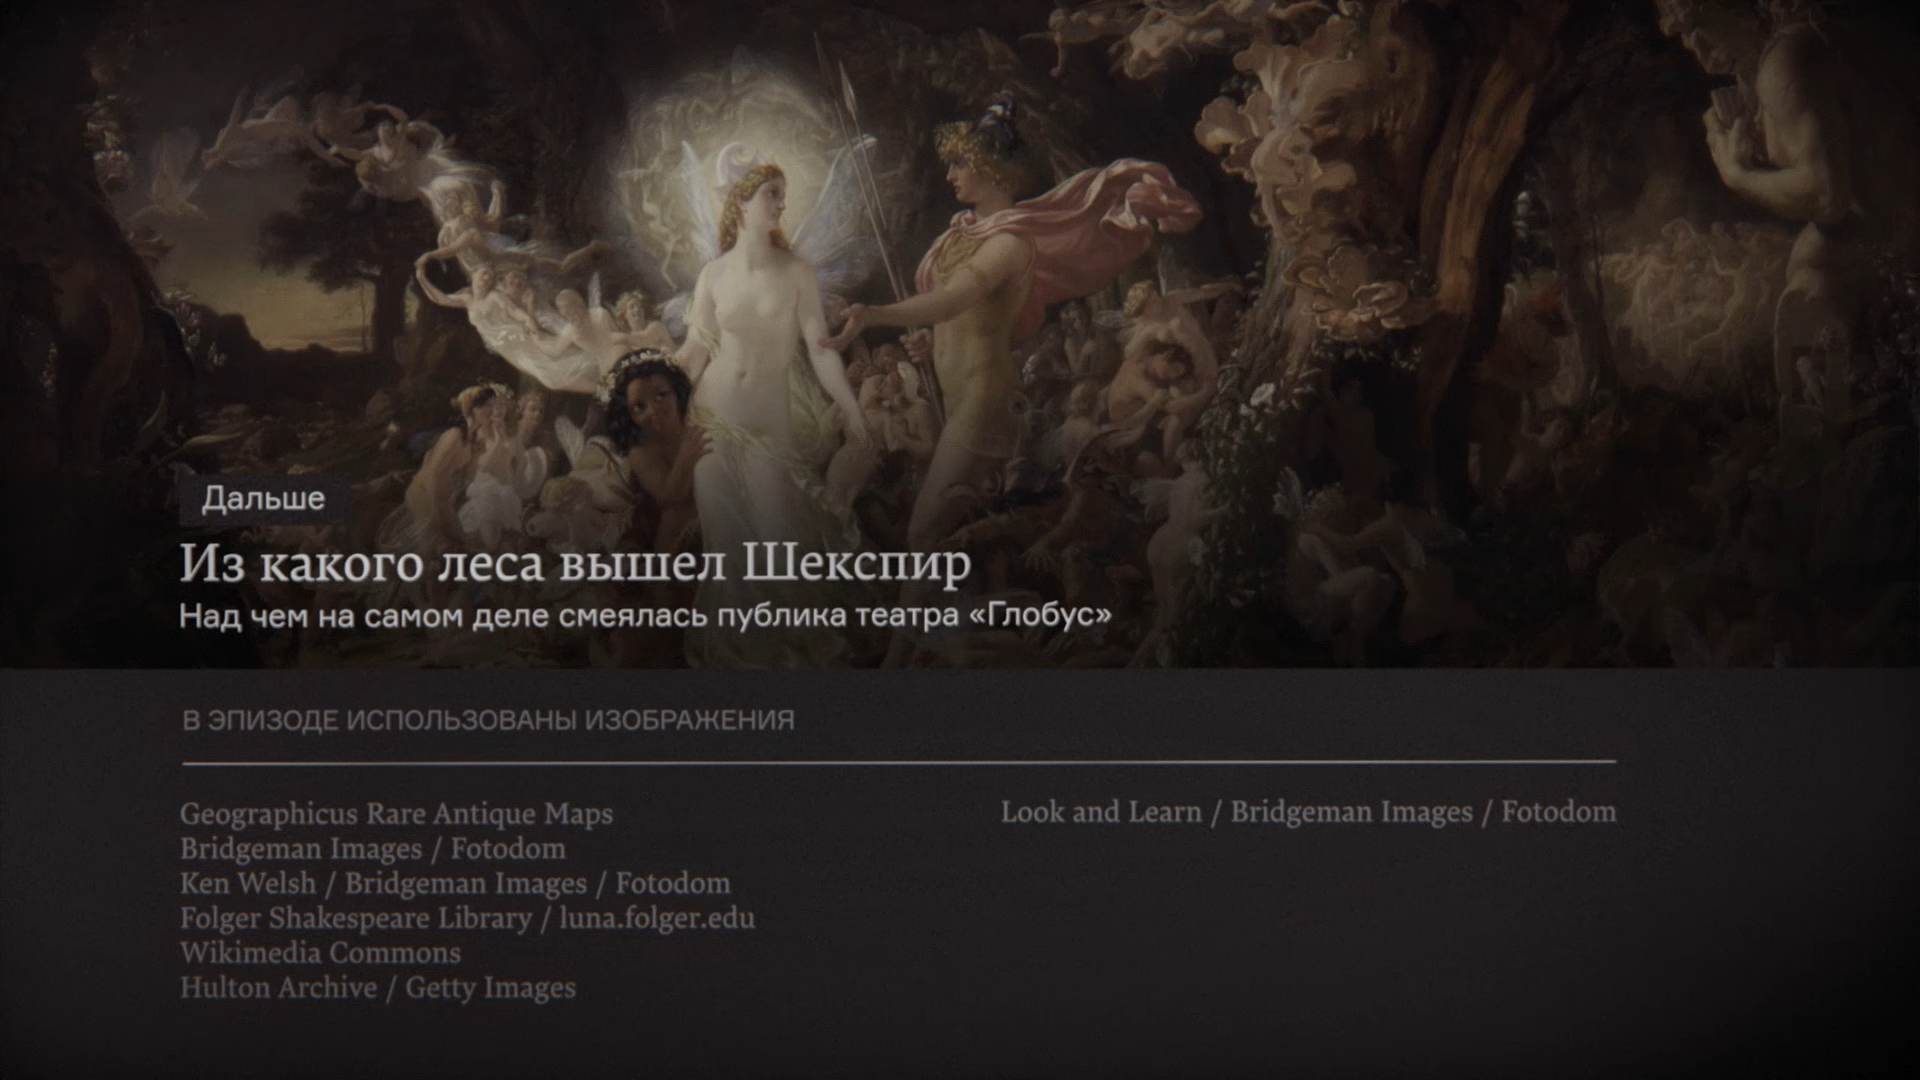 Дальше
Из какого леса вышел Шекспир
Над чем на самом деле смеялась публика театра «Глобус»
В ЭПИЗОДЕ ИСПОЛЬЗОВАНЫ ИЗОБРАЖЕНИЯ
Geographicus Rare Antique Maps
Bridgeman Images / Fotodom
Ken Welsh / Bridgeman Images / Fotodom
Folger Shakespeare Library / luna.folger.edu
Wikimedia Commons
Hulton Archive / Getty Images
Look and Learn / Bridgeman Images / Fotodom